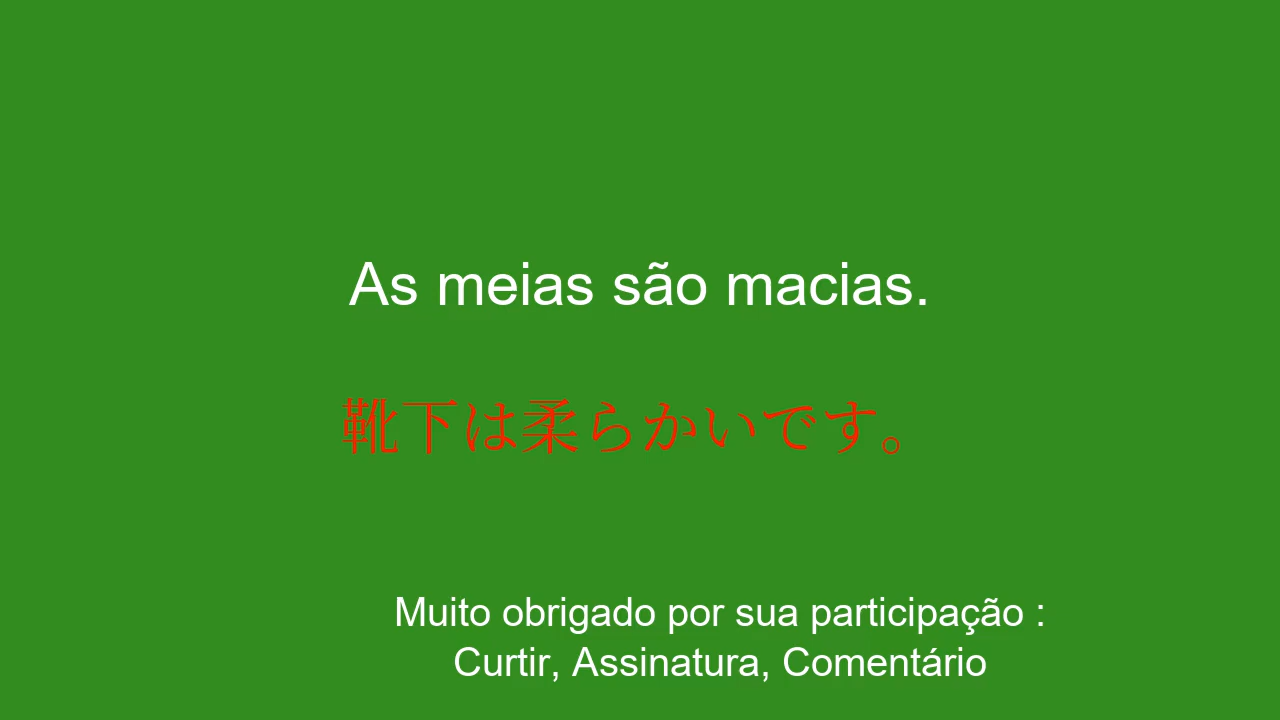 As meias são macias.
靴下は柔らかいです。
Muito obrigado por sua participação :
Curtir, Assinatura, Comentário